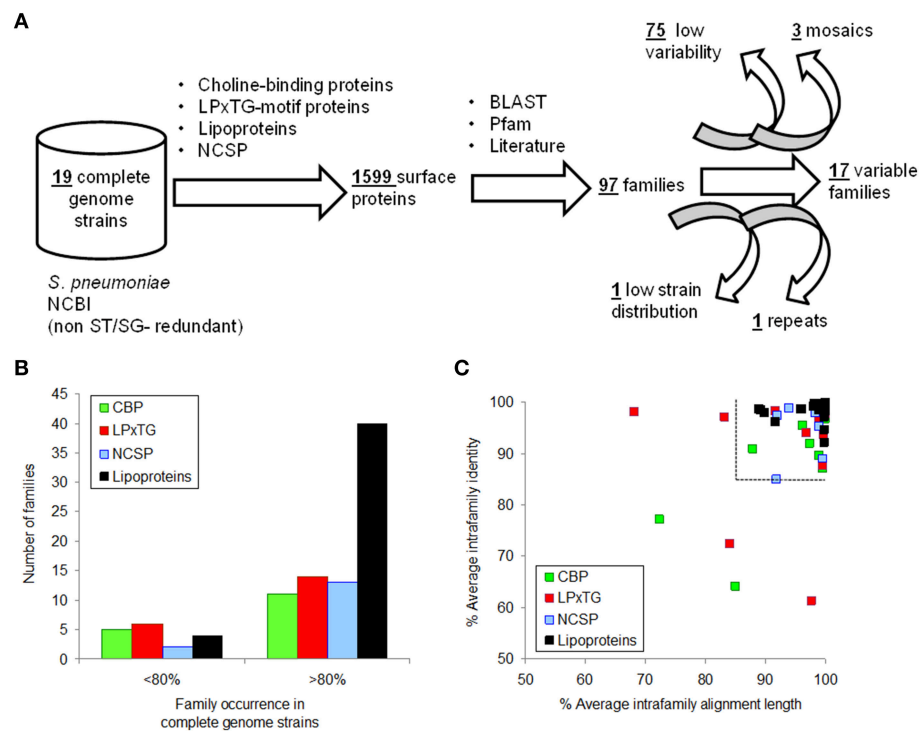 A
• Choline-binding proteins
• LPxTG-motif proteins
• Lipoproteins
• NCSP
• BLAST
• Pfam
• Literature
75 low
variability
3 mosaics
19 complete
genome
strains
1599 surface
proteins
97 families
17 variable
families
S. pneumoniae
NCBI
(non ST/SG- redundant)
1 low strain
distribution
1 repeats
B
45
40
35
30
25
20
15
10
5
0
Number of families
CBP
LPxTG
NCSP
Lipoproteins
<80%
>80%
Family occurrence in
complete genome strains
C
100
90
80
70
60
50
% Average intrafamily identity
CBP
LPxTG
NCSP
Lipoproteins
50
60
70
80
90
100
% Average intrafamily alignment length